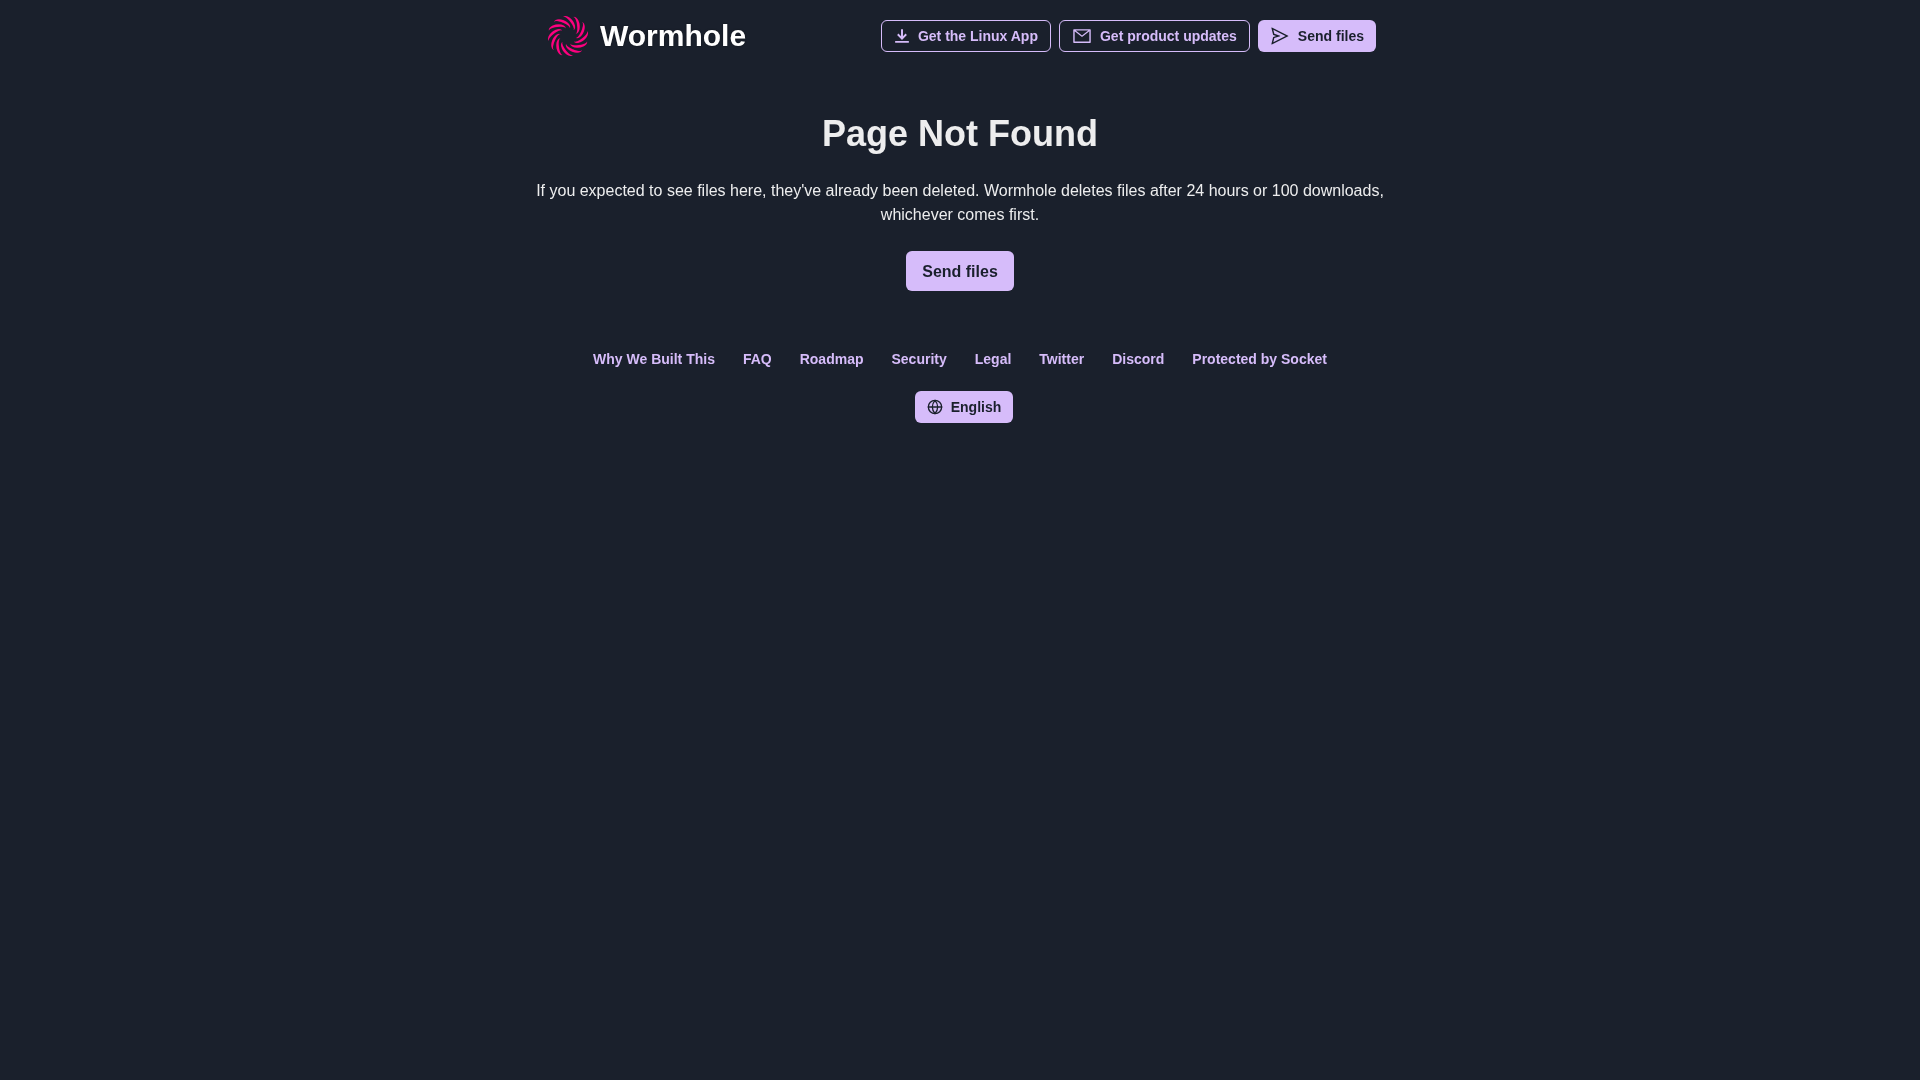 Wormhole
Get the Linux App
Get product updates
Send files
Page Not Found
If you expected to see files here, they've already been deleted. Wormhole deletes files after 24 hours or 100 downloads,
whichever comes first.
Send files
Why We Built This
FAQ
Roadmap
Security
Legal
Twitter
Discord
Protected by Socket
English